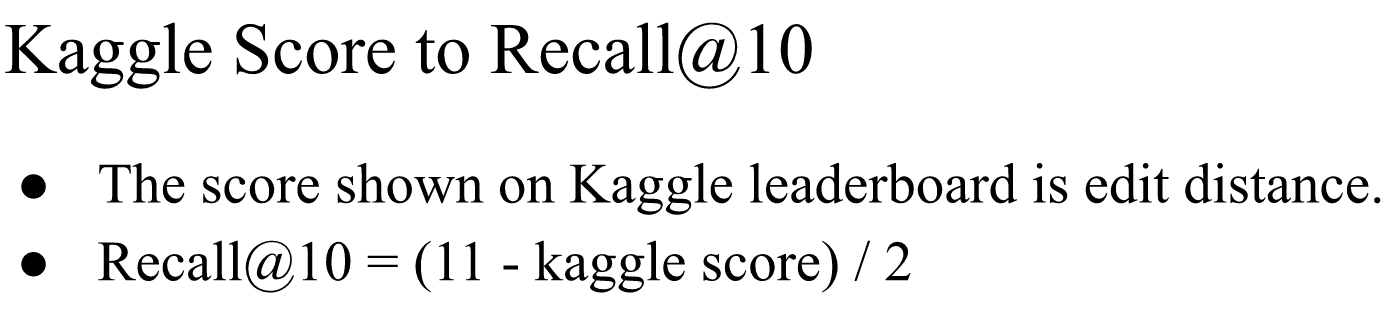 Kaggle Score to Recall@10
● The score shown on Kaggle leaderboard is edit distance.
● Recall@10 = (11 - kaggle score) / 2